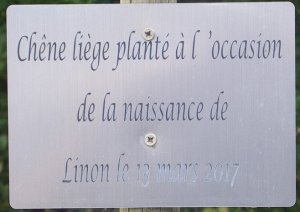 Chêne liège planté à l 'occasion
de la naissance de
Linon le 13 mars 2017